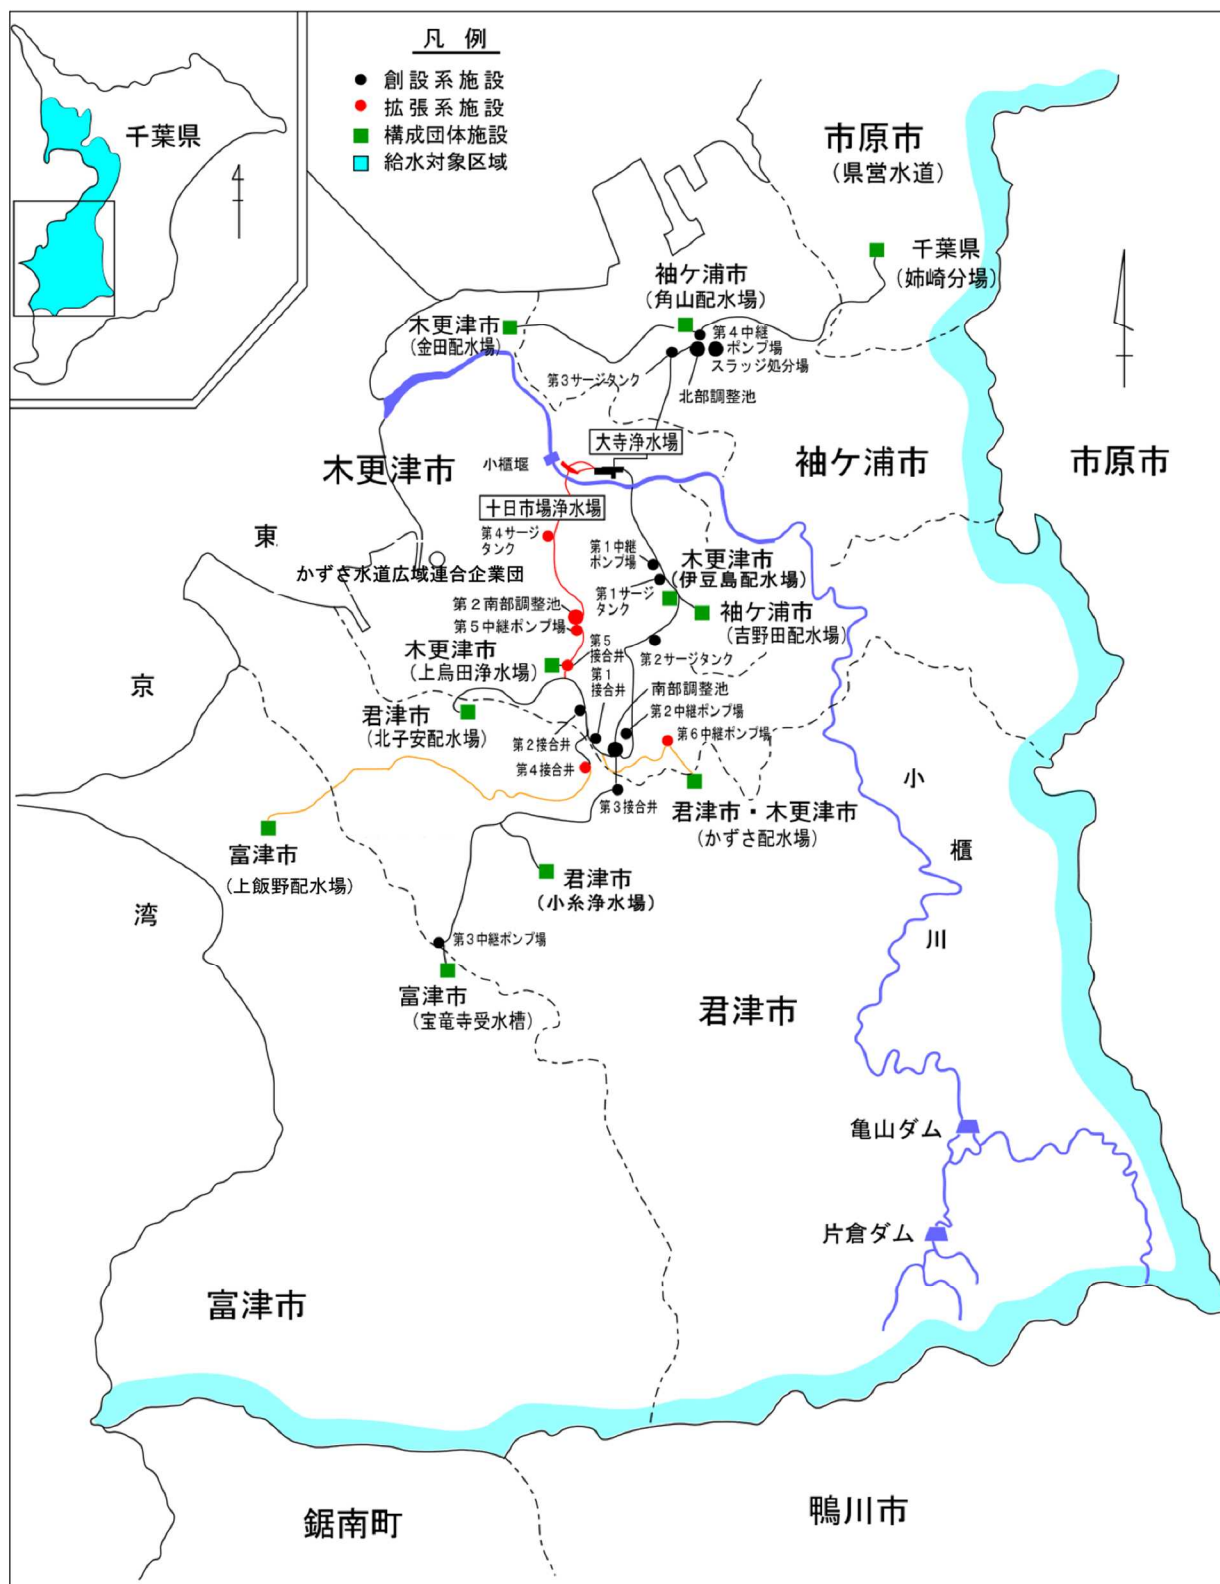 凡 例
創設系施設
拡張系施設
構成団体施設
給水対象区域
千葉県
4
市原市
(県営水道)
千葉県
(姉崎分場)
袖ケ浦市
(角山配水場)
木更津市
(金田配水場)
第4中継
ポンプ場
スラッジ処分場
第3サージタンク
北部調整池
大寺浄水場
木更津市
小櫃堰
袖ケ浦市
市原市
十日市場浄水場
第4サージ
タンク
東
第1中継
ポンプ場
木更津市
(伊豆島配水場)
かずさ水道広域連合企業団
第1サージ
タンク
第2南部調整池
袖ケ浦市
(吉野田配水場)
第5中継ポンプ場
木更津市
(上烏田浄水場)
第5
接合井
第2サージタンク
第1
接合井
京
南部調整池
君津市
(北子安配水場)
第2中継ポンプ場
第2接合井
第6中継ポンプ場
第4接合井
小
櫃
川
第3接合井
君津市・木更津市
(かずさ配水場)
富津市
(上飯野配水場)
君津市
(小糸浄水場)
湾
第3中継ポンプ場
富津市
(宝竜寺受水槽)
君津市
亀山ダム
片倉ダム
富津市
鋸南町
鴨川市